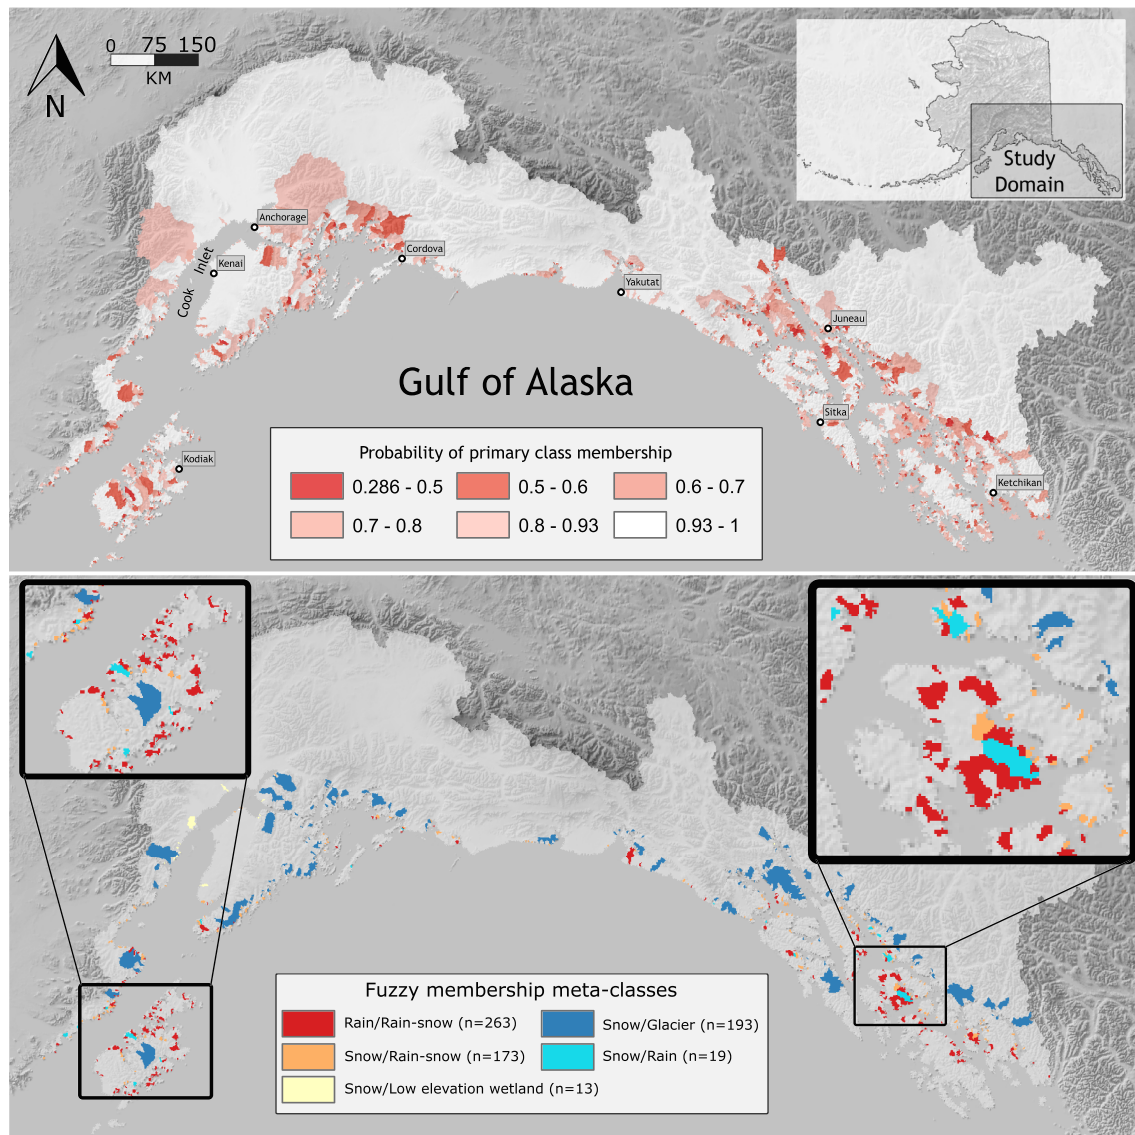 0 75 150
KM
N
Study
Domain
Anchorage
Kenai
Cook Inlet
Cordova
Yakutat
Juneau
Sitka
Kodiak
Ketchikan
Gulf of Alaska
Probability of primary class membership
0.286 - 0.5
0.5 - 0.6
0.6 - 0.7
0.7 - 0.8
0.8 - 0.93
0.93 - 1
Fuzzy membership meta-classes
Rain/Rain-snow (n=263)
Snow/Glacier (n=193)
Snow/Rain-snow (n=173)
Snow/Rain (n=19)
Snow/Low elevation wetland (n=13)